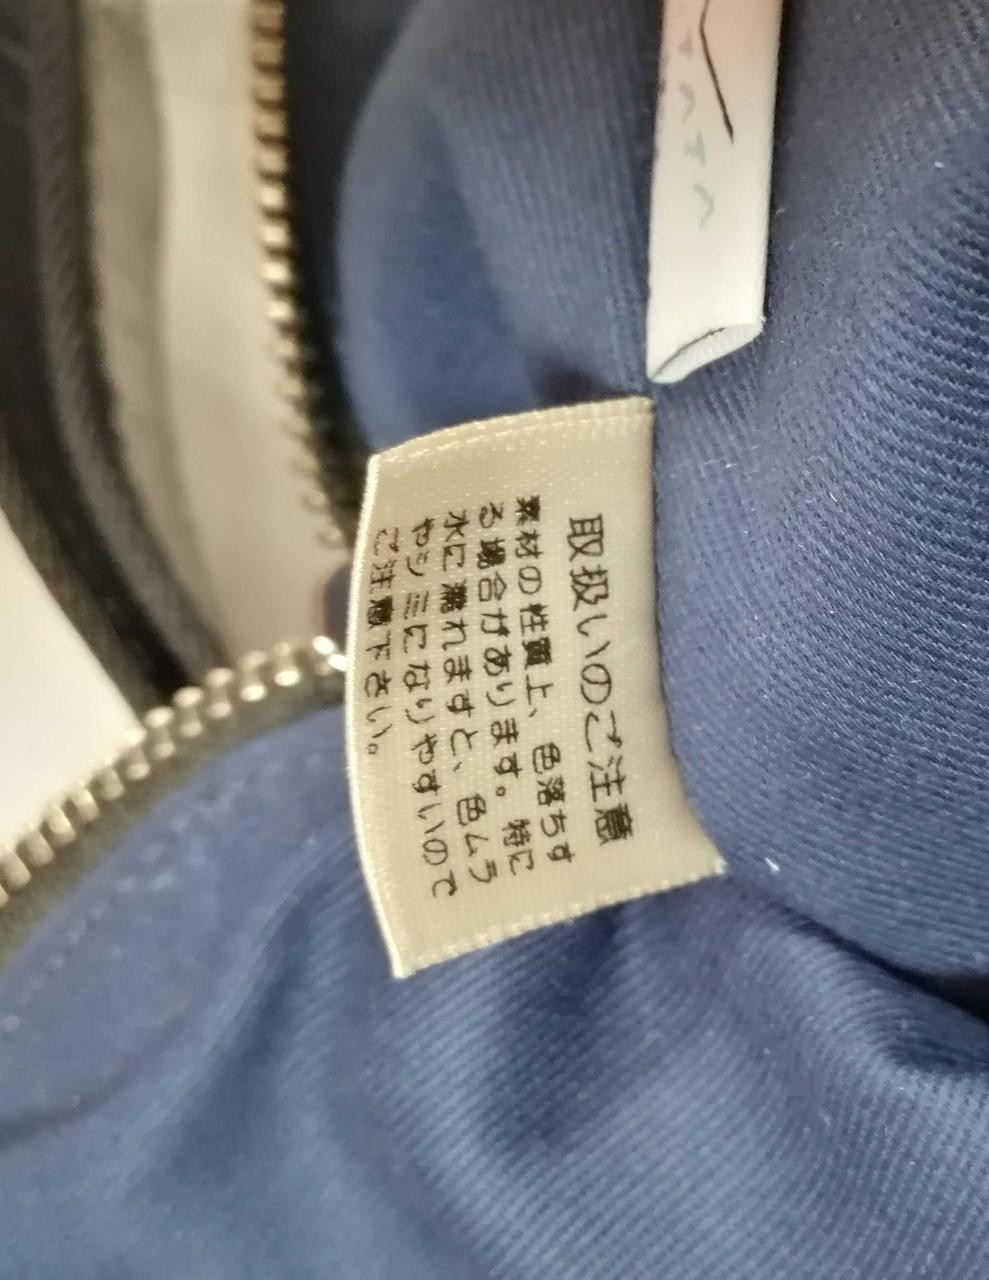 取扱いのご注意
素材の性質上、色落ちす
る場合があります。特に
水に濡れますと、色ムラ
やシミになりやすいので
ご注意下さい。